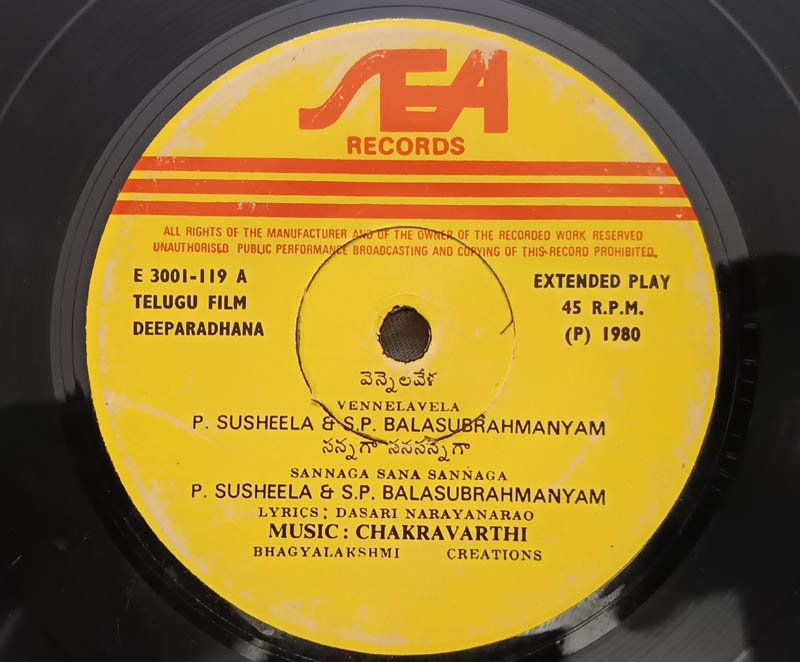 SEA
RECORDS
ALL RIGHTS OF THE MANUFACTURER AND OF THE OWNER OF THE RECORDED WORK RESERVED
UNAUTHORISED PUBLIC PERFORMANCE BROADCASTING AND COPYING OF THIS RECORD PROHIBITED.
E 3001-119 A
TELUGU FILM
DEEPARADHANA
EXTENDED PLAY
45 R.P.M.
(P) 1980
వెన్నెలవేళ
VENNELAVELA
P. SUSHEELA & S.P. BALASUBRAHMANYAM
సన్నగా సనసన్నగా
SANNAGA SANA SANNAGA
P. SUSHEELA & S.P. BALASUBRAHMANYAM
LYRICS; DASARI NARAYANARAO
MUSIC : CHAKRAVARTHI
BHAGYALAKSHMI CREATIONS